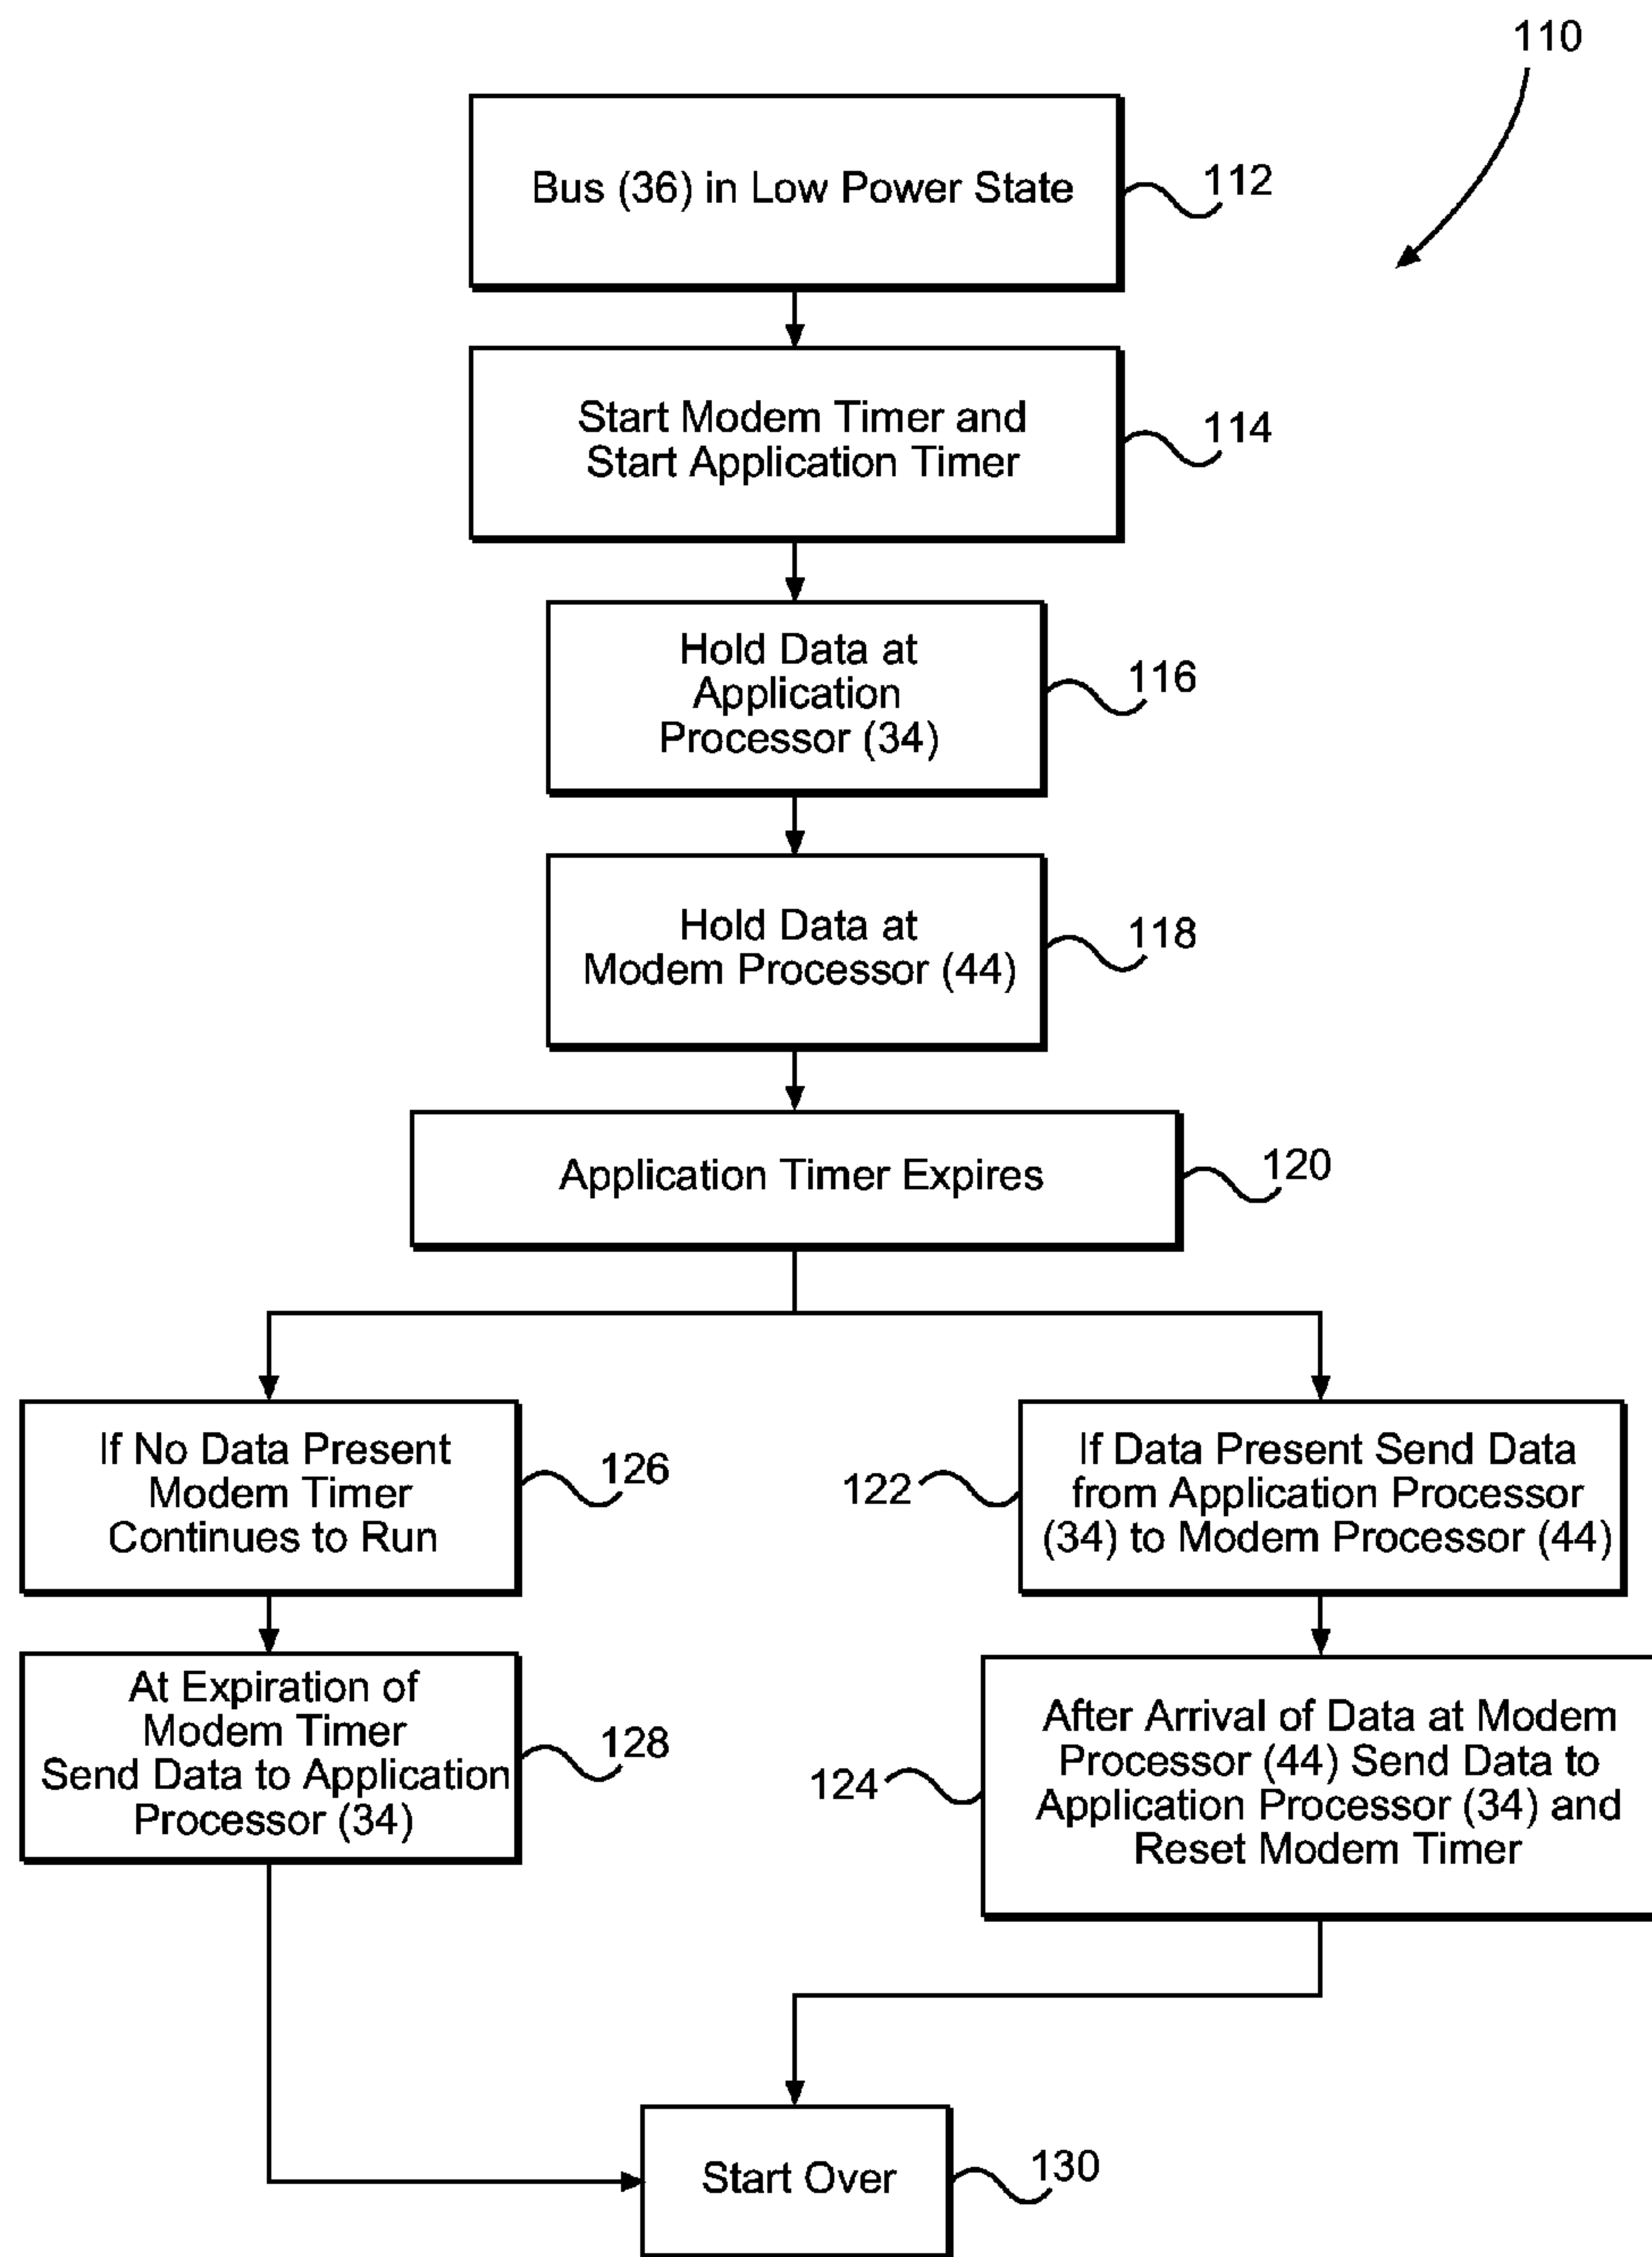 110
Bus (36) in Low Power State
112
Start Modem Timer and
Start Application Timer
114
Hold Data at
Application
Processor (34)
116
Hold Data at
Modem Processor (44)
118
Application Timer Expires
120
If No Data Present
Modem Timer
Continues to Run
126
122
If Data Present Send Data
from Application Processor
(34) to Modem Processor (44)
At Expiration of
Modem Timer
Send Data to Application
Processor (34)
128
124
After Arrival of Data at Modem
Processor (44) Send Data to
Application Processor (34) and
Reset Modem Timer
Start Over
130